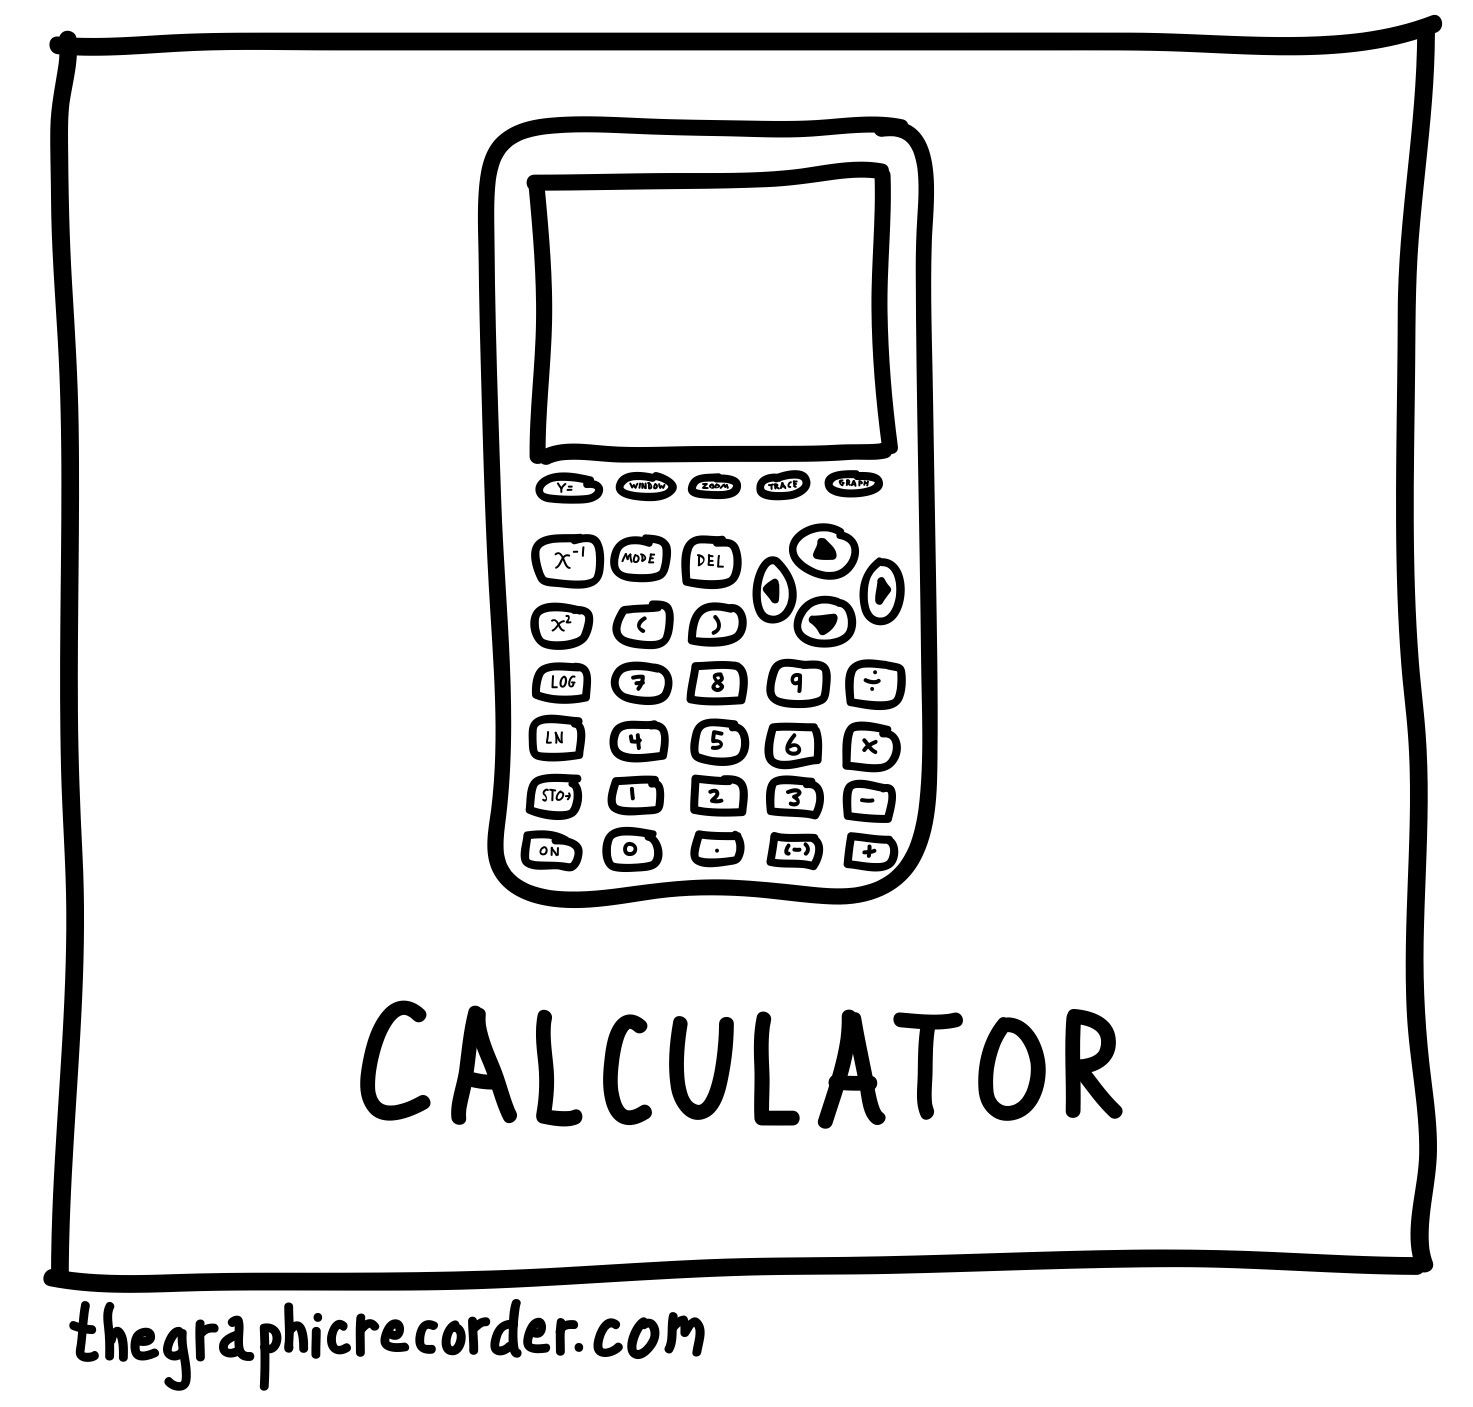 Y= WINDOW ZOOM TRACE GRAPH
x⁻¹ MODE DEL
x² ( )
LOG 7 8 9 ÷
LN 4 5 6 ×
STO→ 1 2 3 -
ON 0 . (-) +
CALCULATOR
thegraphicrecorder.com